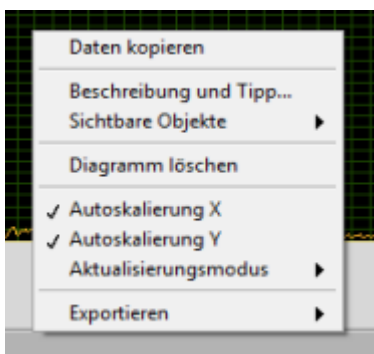 Daten kopieren
Beschreibung und Tipp...
Sichtbare Objekte
Diagramm löschen
Autoskalierung X
Autoskalierung Y
Aktualisierungsmodus
Exportieren